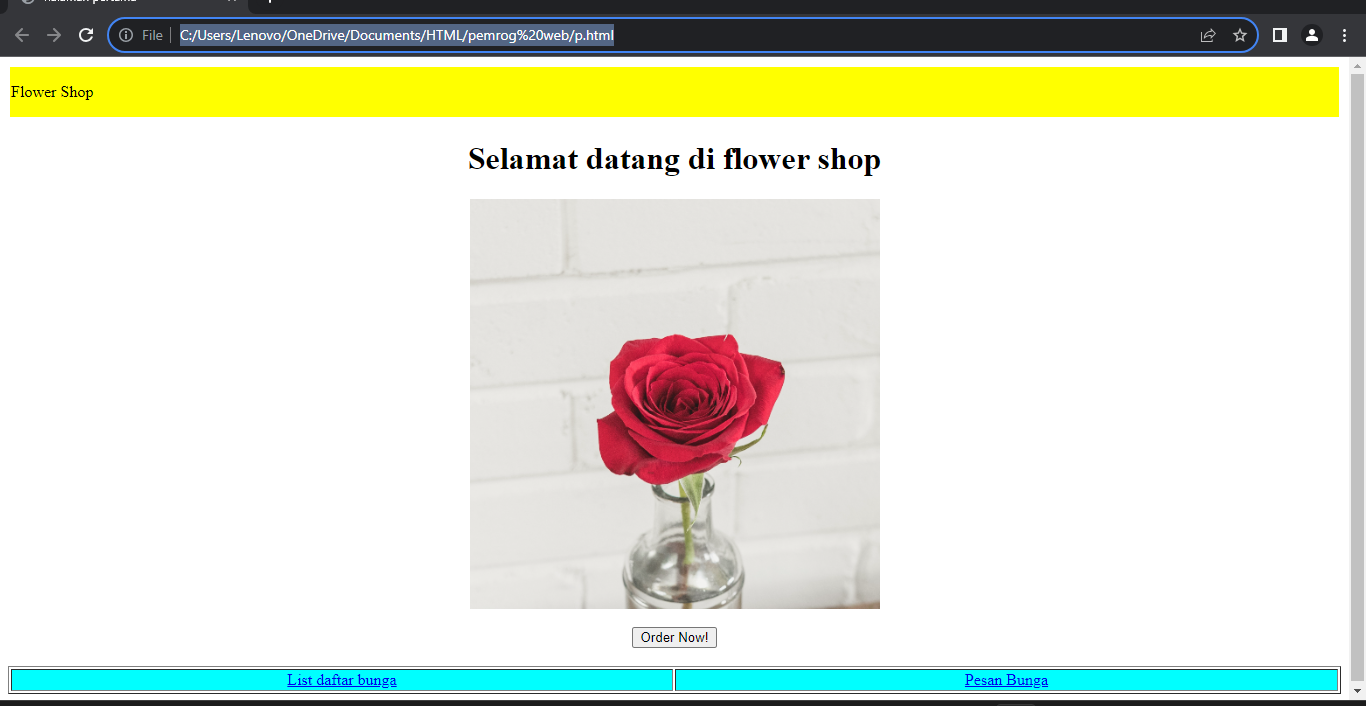 File
C:/Users/Lenovo/OneDrive/Documents/HTML/pemrog%20web/p.html
Flower Shop
Selamat datang di flower shop
Order Now!
List daftar bunga
Pesan Bunga